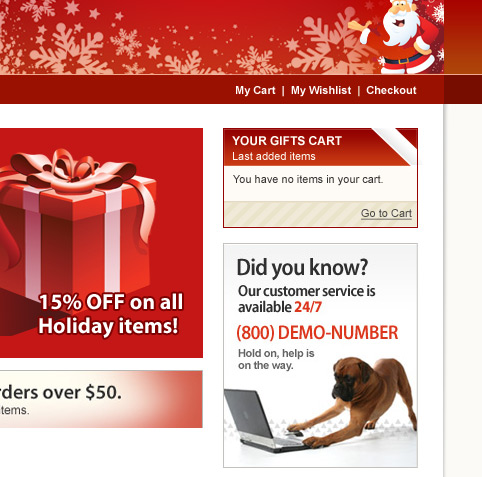 My Cart | My Wishlist | Checkout
YOUR GIFTS CART
Last added items
You have no items in your cart.
Go to Cart
15% OFF on all
Holiday items!
Did you know?
Our customer service is
available 24/7
(800) DEMO-NUMBER
Hold on, help is
on the way.
over $50.